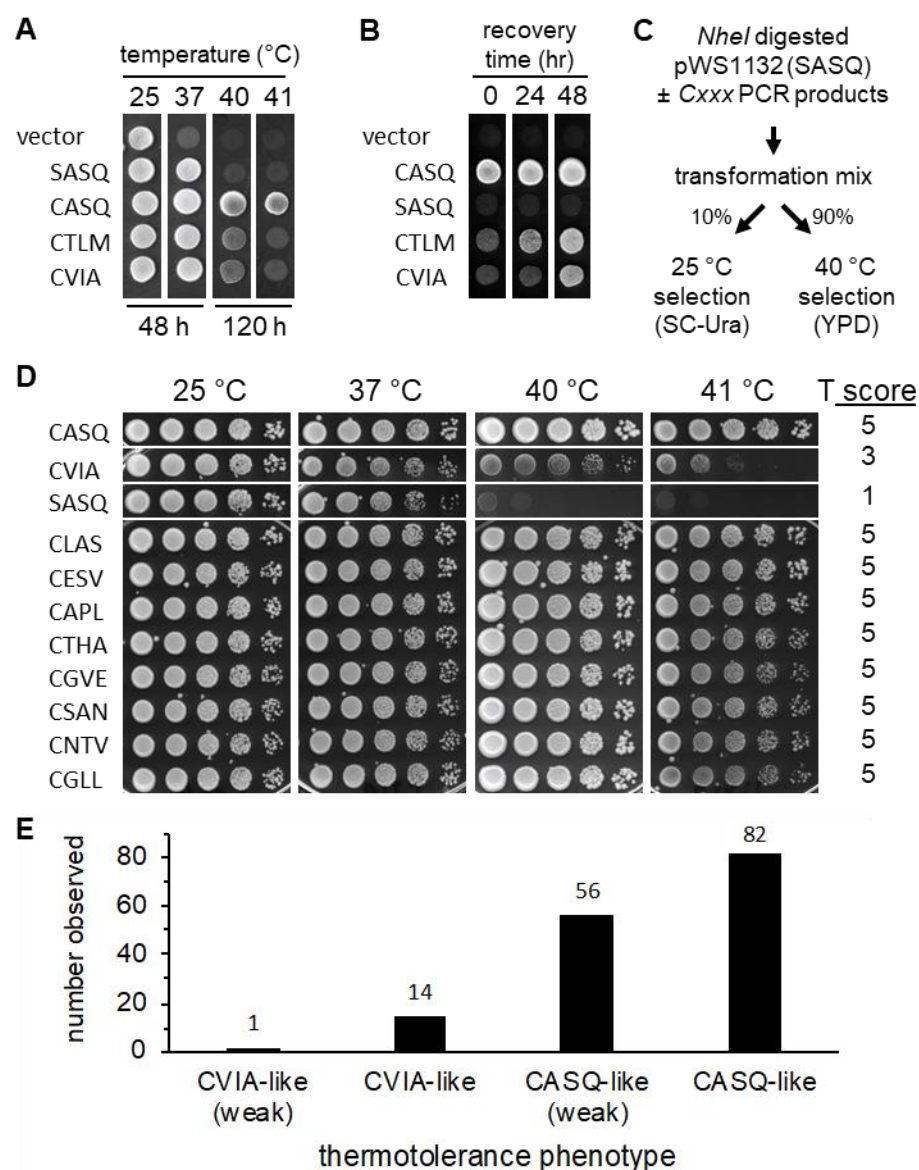 A
temperature (°C)
25 37 40 41
vector
SASQ
CASQ
CTLM
CVIA
48 h 120 h
B
recovery
time (hr)
0 24 48
vector
CASQ
SASQ
CTLM
CVIA
C
NheI digested
pWS1132 (SASQ)
± Cxxx PCR products
transformation mix
10% 90%
25 °C
selection
(SC-Ura)
40 °C
selection
(YPD)
D
25 °C 37 °C 40 °C 41 °C T score
CASQ 5
CVIA 3
SASQ 1
CLAS 5
CESV 5
CAPL 5
CTHA 5
CGVE 5
CSAN 5
CNTV 5
CGLL 5
E
number observed
80
60
40
20
0
1
14
56
82
CVIA-like
(weak)
CVIA-like
CASQ-like
(weak)
CASQ-like
thermotolerance phenotype